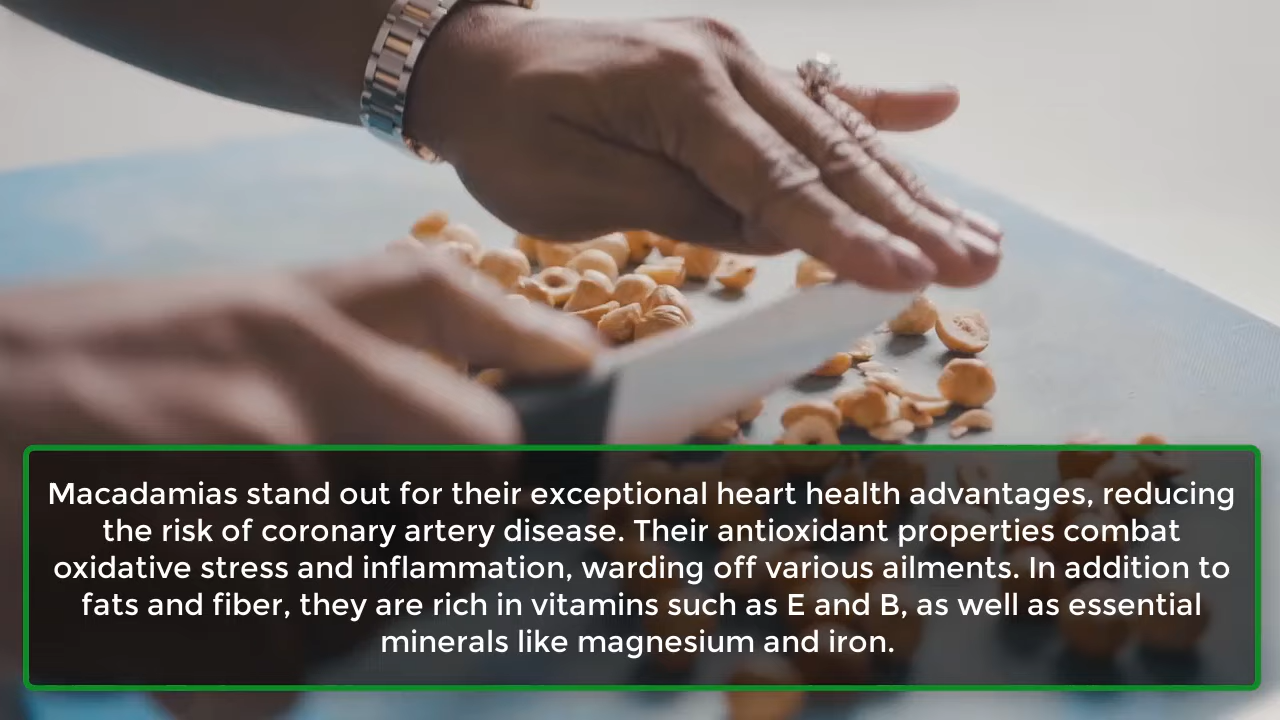 Macadamias stand out for their exceptional heart health advantages, reducing
the risk of coronary artery disease. Their antioxidant properties combat
oxidative stress and inflammation, warding off various ailments. In addition to
fats and fiber, they are rich in vitamins such as E and B, as well as essential
minerals like magnesium and iron.